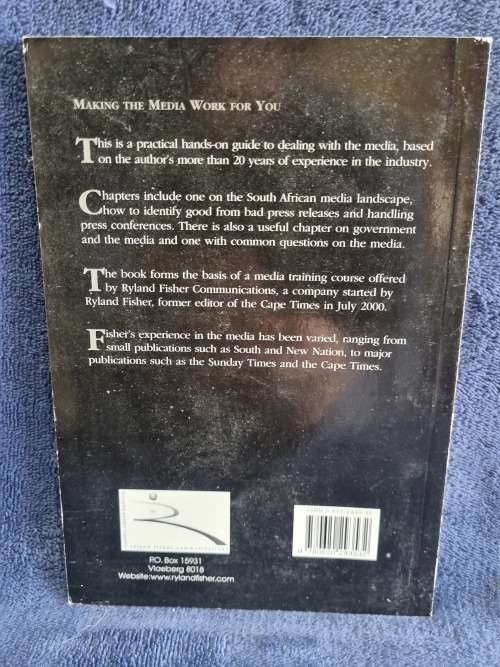 MAKING THE MEDIA WORK FOR YOU
This is a practical hands-on guide to dealing with the media, based
on the author's more than 20 years of experience in the industry.
Chapters include one on the South African media landscape,
how to identify good from bad press releases and handling
press conferences. There is also a useful chapter on government
and the media and one with common questions on the media.
The book forms the basis of a media training course offered
by Ryland Fisher Communications, a company started by
Ryland Fisher, former editor of the Cape Times in July 2000.
Fisher's experience in the media has been varied, ranging from
small publications such as South and New Nation, to major
publications such as the Sunday Times and the Cape Times.
P.O. Box 15931
Vlaeberg 8018
Website:www.rylandfisher.com